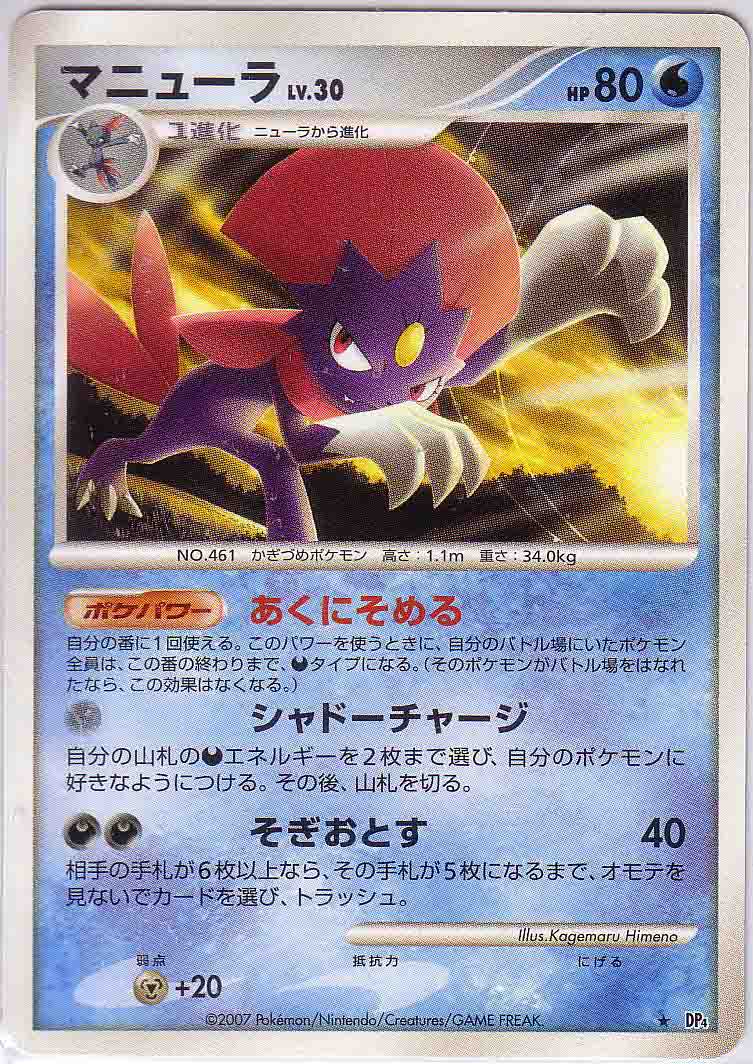 マニューラ LV.30 HP 80
1進化 ニューラから進化
NO.461 かぎづめポケモン 高さ:1.1m 重さ:34.0kg
ポケパワー あくにそめる
自分の番に1回使える。このパワーを使うときに、自分のバトル場にいたポケモン
全員は、この番の終わりまで、タイプになる。(そのポケモンがバトル場をはなれ
たなら、この効果はなくなる。)
シャドーチャージ
自分の山札のエネルギーを2枚まで選び、自分のポケモンに
好きなようにつける。その後、山札を切る。
そぎおとす 40
相手の手札が6枚以上なら、その手札が5枚になるまで、オモテを
見ないでカードを選び、トラッシュ。
Illus.Kagemaru Himeno
弱点 抵抗力 にげる
+20
©2007 Pokémon/Nintendo/Creatures/GAME FREAK. ★ DP4